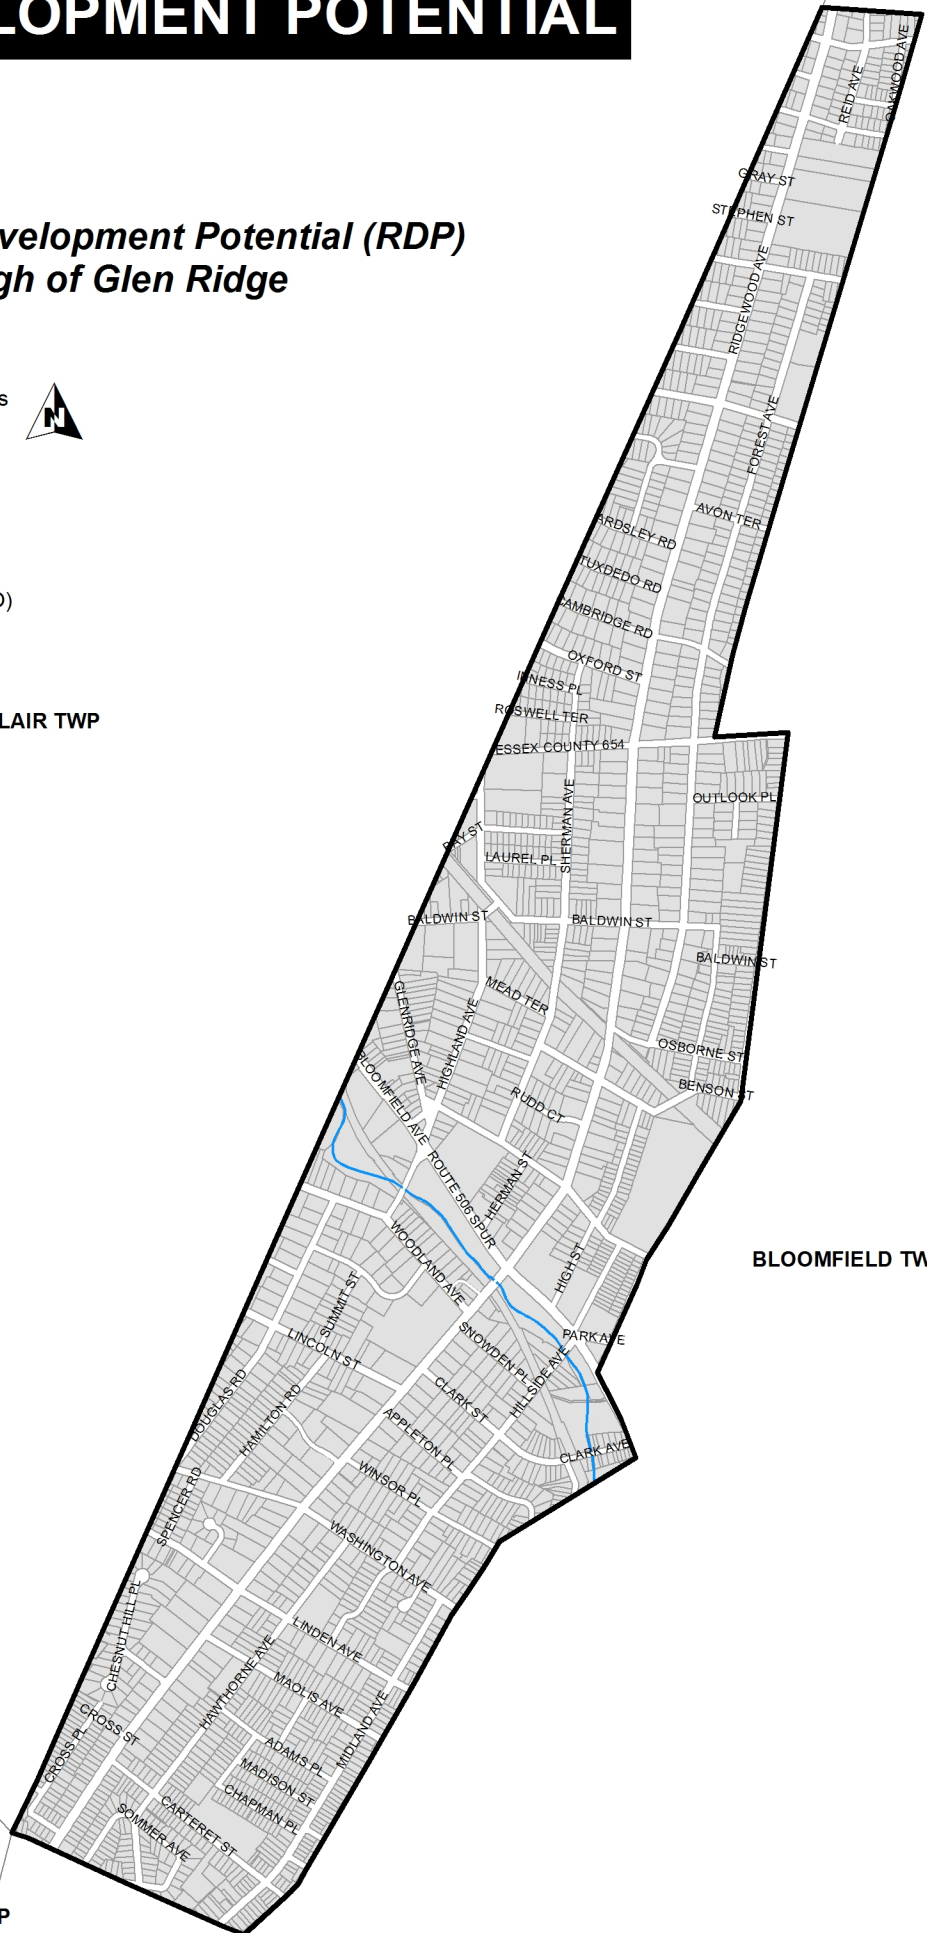 LOPMENT POTENTIAL
OAKWOOD AVE
REID AVE
GRAY ST
velopment Potential (RDP)
STEPHEN ST
gh of Glen Ridge
RIDGEWOOD AVE
S
N
FOREST AVE
AVON TER
ARDSLEY RD
TUXDEDO RD
)
CAMBRIDGE RD
OXFORD ST
INNESS PL
ROSWELL TER
LAIR TWP
ESSEX COUNTY 654
OUTLOOK PL
SHERMAN AVE
BAY ST
LAUREL PL
BALDWIN ST
BALDWIN ST
BALDWIN ST
MEAD TER
GLENRIDGE AVE
HIGHLAND AVE
OSBORNE ST
BENSON ST
BLOOMFIELD AVE
RUDD CT
ROUTE 506 SPUR
HERMAN ST
WOODLAND AVE
HIGH ST
BLOOMFIELD TW
SUMMIT ST
PARK AVE
SNOWDEN PL
LINCOLN ST
HILLSIDE AVE
DOUGLAS RD
CLARK ST
HAMILTON RD
APPLETON PL
CLARK AVE
WINSOR PL
SPENCER RD
WASHINGTON AVE
CHESNUT HILL PL
LINDEN AVE
HAWTHORNE AVE
MAOLIS AVE
MIDLAND AVE
CROSS ST
CROSS PL
ADAMS PL
MADISON ST
CHAPMAN PL
CARTERET ST
SOMMER AVE
P